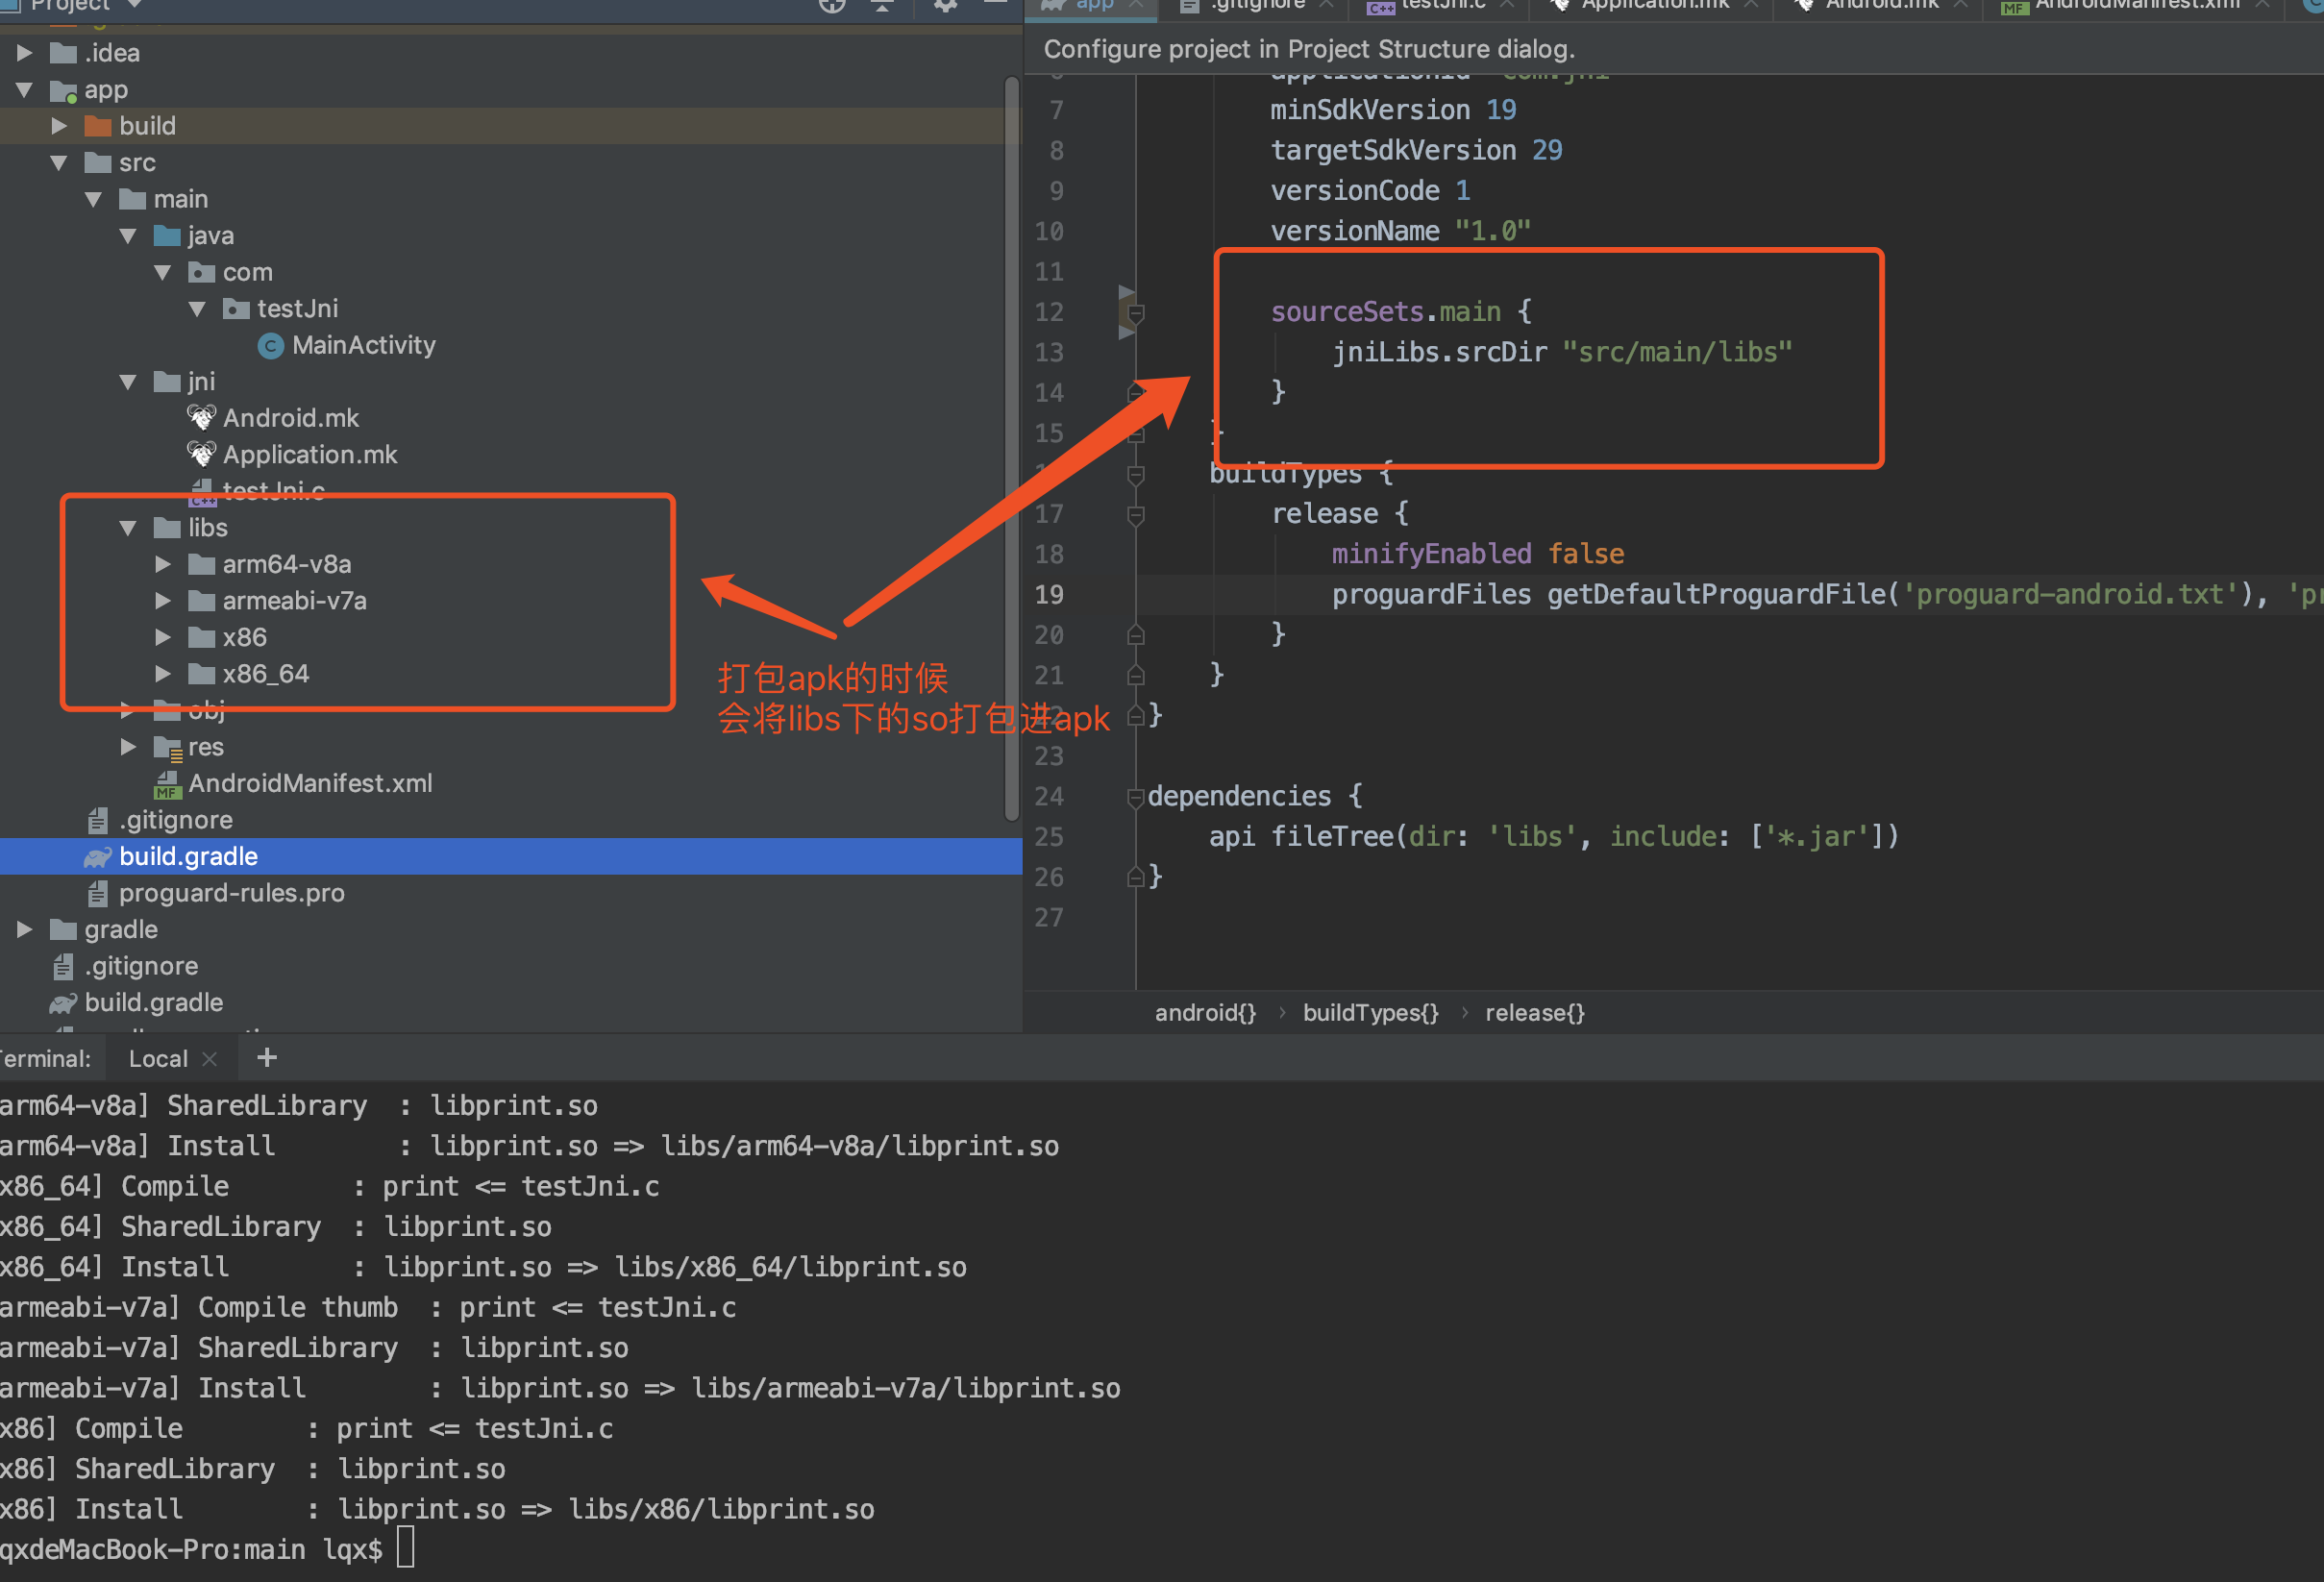 Project
.idea
app
build
src
main
java
com
testJni
MainActivity
jni
Android.mk
Application.mk
testJni.c
libs
arm64-v8a
armeabi-v7a
x86
x86_64
obj
res
AndroidManifest.xml
.gitignore
build.gradle
proguard-rules.pro
gradle
.gitignore
build.gradle
app
.gitignore
testJni.c
Application.mk
Android.mk
AndroidManifest.xml
Configure project in Project Structure dialog.
applicationId "com.jni"
7 minSdkVersion 19
8 targetSdkVersion 29
9 versionCode 1
10 versionName "1.0"
11
12 sourceSets.main {
13 jniLibs.srcDir "src/main/libs"
14 }
15 }
buildTypes {
17 release {
18 minifyEnabled false
19 proguardFiles getDefaultProguardFile('proguard-android.txt'), 'pr
20 }
21 }
22 }
23
24 dependencies {
25 api fileTree(dir: 'libs', include: ['*.jar'])
26 }
27
打包apk的时候
会将libs下的so打包进apk
android{} › buildTypes{} › release{}
Terminal: Local +
arm64-v8a] SharedLibrary : libprint.so
arm64-v8a] Install : libprint.so => libs/arm64-v8a/libprint.so
x86_64] Compile : print <= testJni.c
x86_64] SharedLibrary : libprint.so
x86_64] Install : libprint.so => libs/x86_64/libprint.so
armeabi-v7a] Compile thumb : print <= testJni.c
armeabi-v7a] SharedLibrary : libprint.so
armeabi-v7a] Install : libprint.so => libs/armeabi-v7a/libprint.so
x86] Compile : print <= testJni.c
x86] SharedLibrary : libprint.so
x86] Install : libprint.so => libs/x86/libprint.so
qxdeMacBook-Pro:main lqx$